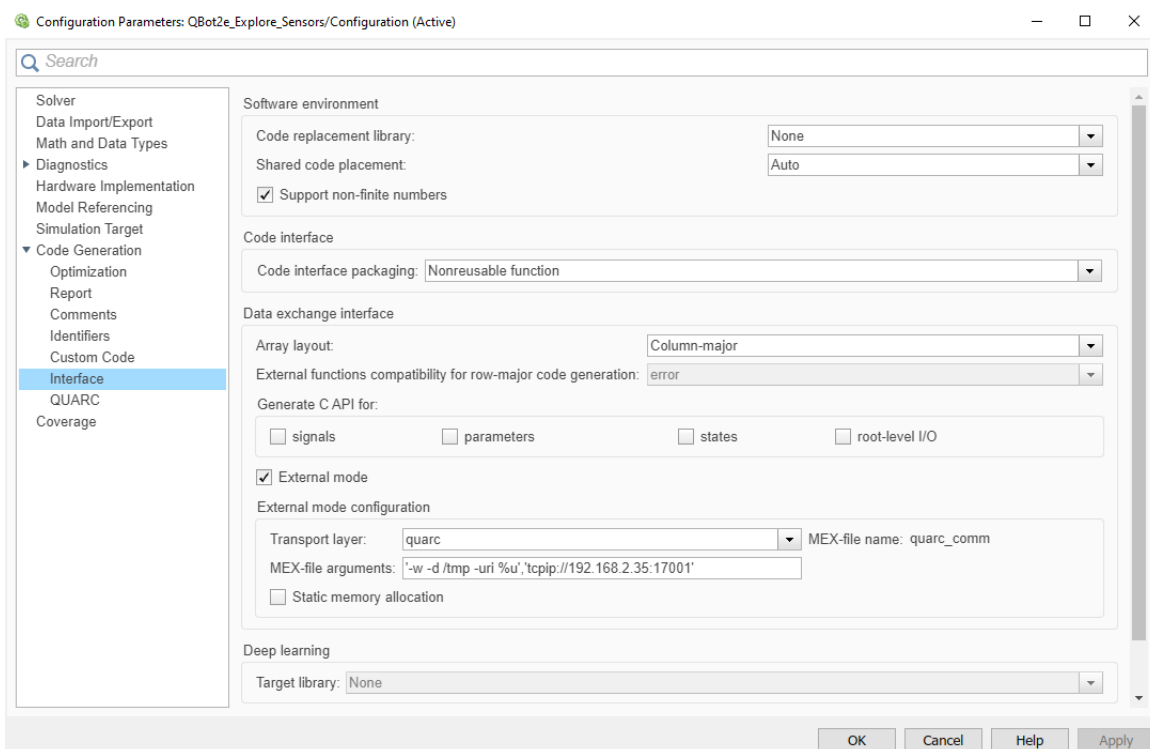 Configuration Parameters: QBot2e_Explore_Sensors/Configuration (Active)
Search
Solver
Data Import/Export
Math and Data Types
Diagnostics
Hardware Implementation
Model Referencing
Simulation Target
Code Generation
Optimization
Report
Comments
Identifiers
Custom Code
Interface
QUARC
Coverage
Software environment
Code replacement library: None
Shared code placement: Auto
Support non-finite numbers
Code interface
Code interface packaging: Nonreusable function
Data exchange interface
Array layout: Column-major
External functions compatibility for row-major code generation: error
Generate C API for:
signals parameters states root-level I/O
External mode
External mode configuration
Transport layer: quarc MEX-file name: quarc_comm
MEX-file arguments: '-w -d /tmp -uri %u','tcpip://192.168.2.35:17001'
Static memory allocation
Deep learning
Target library: None
OK Cancel Help Apply